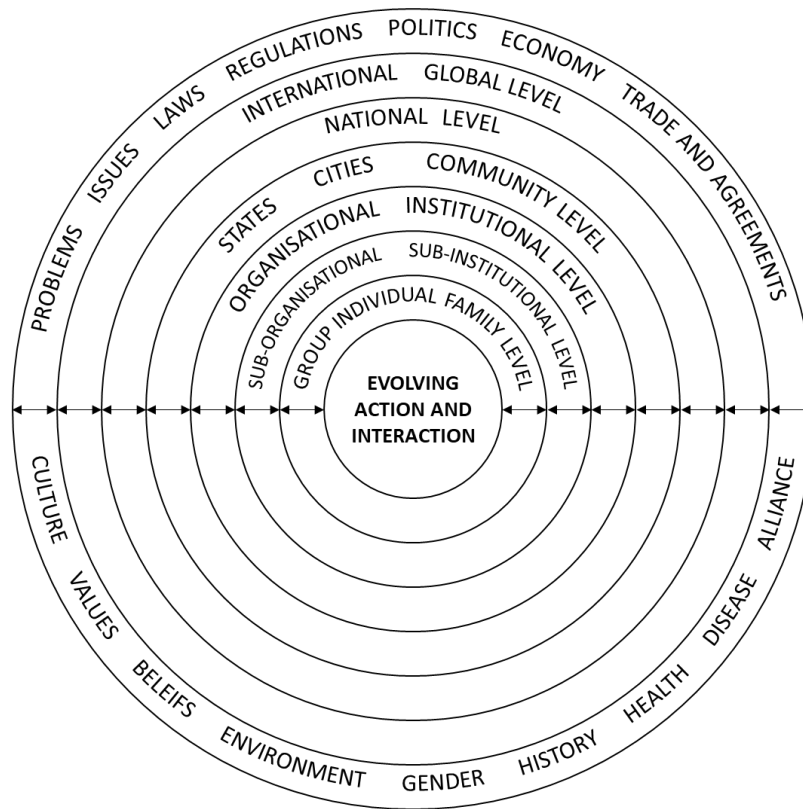 PROBLEMS ISSUES LAWS REGULATIONS POLITICS ECONOMY TRADE AND AGREEMENTS
INTERNATIONAL GLOBAL LEVEL
NATIONAL LEVEL
STATES CITIES COMMUNITY LEVEL
ORGANISATIONAL INSTITUTIONAL LEVEL
SUB-ORGANISATIONAL SUB-INSTITUTIONAL LEVEL
GROUP INDIVIDUAL FAMILY LEVEL
EVOLVING
ACTION AND
INTERACTION
CULTURE VALUES BELEIFS ENVIRONMENT GENDER HISTORY HEALTH DISEASE ALLIANCE